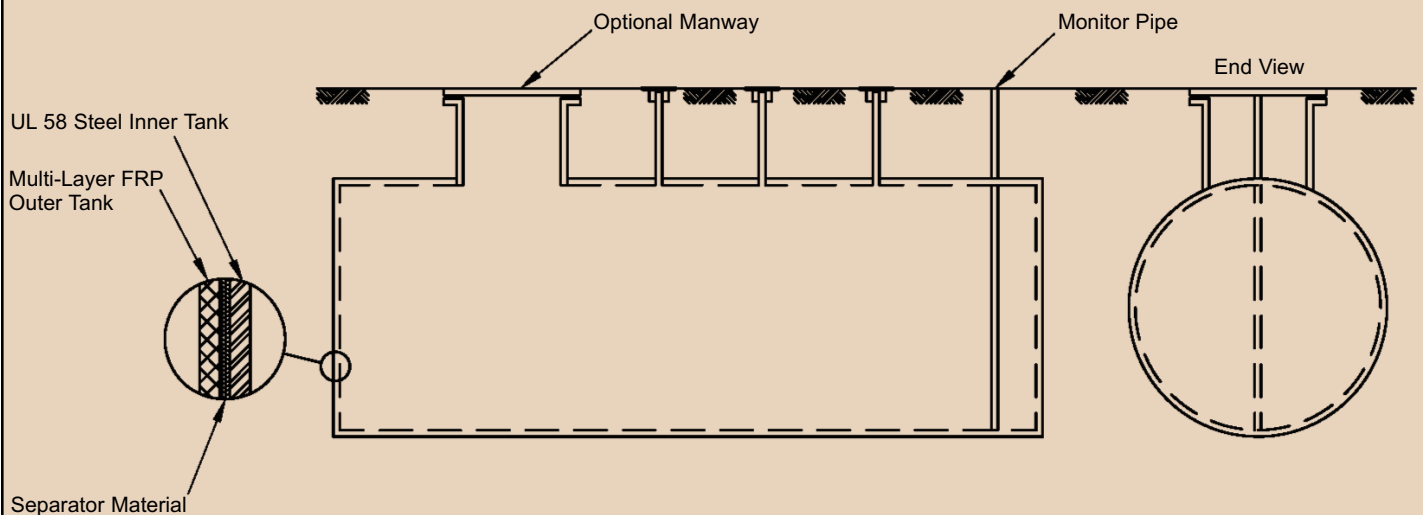 Optional Manway
Monitor Pipe
End View
UL 58 Steel Inner Tank
Multi-Layer FRP
Outer Tank
Separator Material